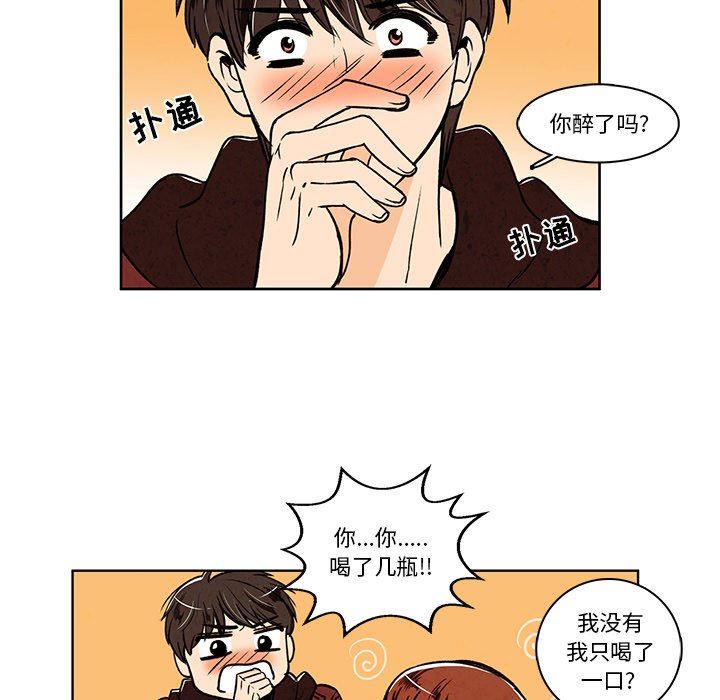 扑通
你醉了吗?
扑通
你...你.....
喝了几瓶!!
我没有
我只喝了
一口?